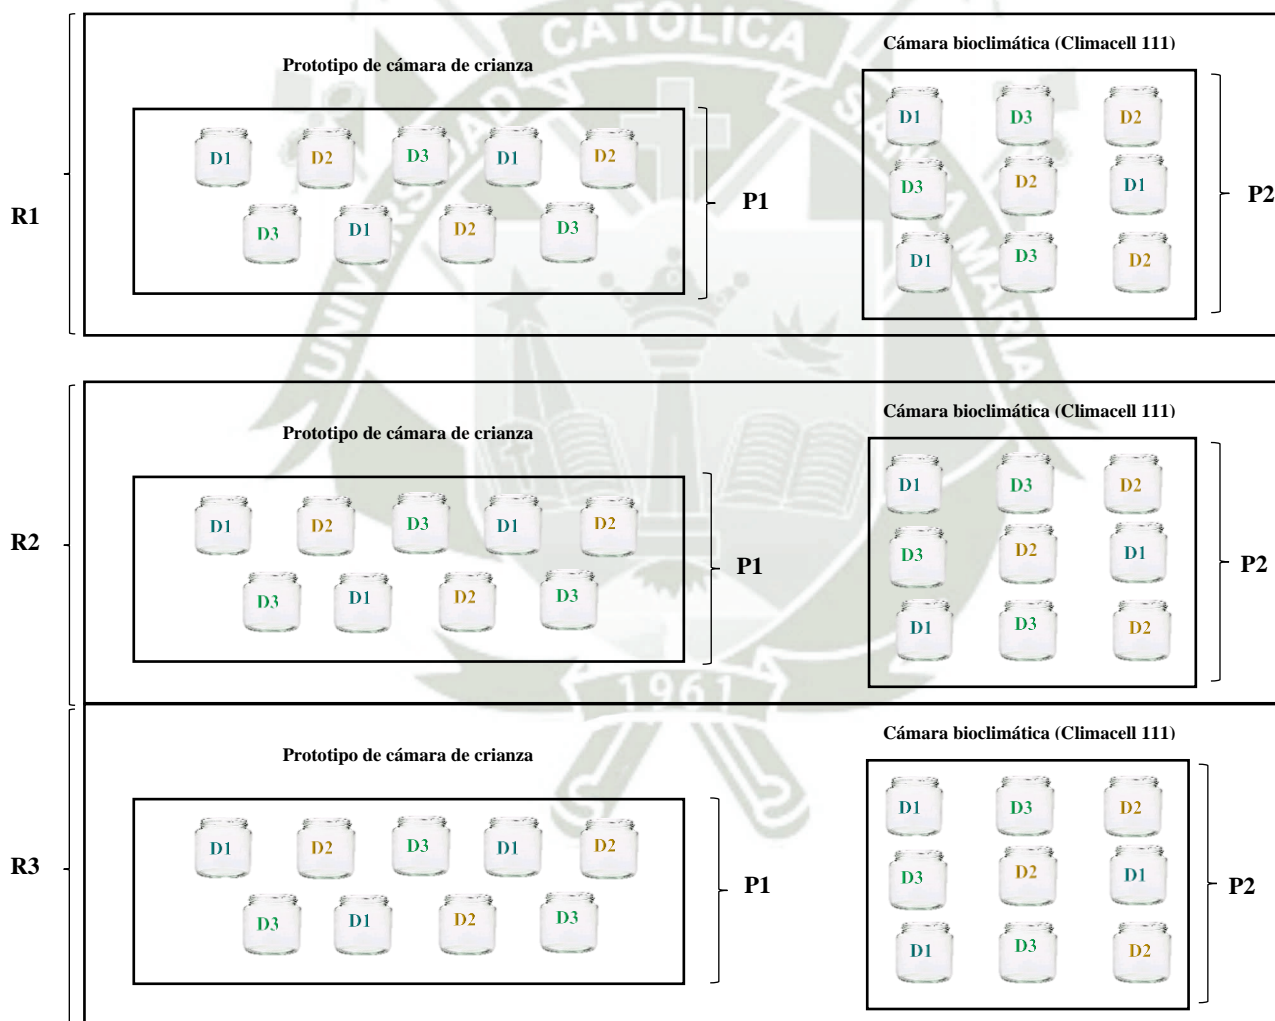 CATOLICA
UNIVERSIDAD
SANTA MARIA
1961
R1
Prototipo de cámara de crianza
D1 D2 D3 D1 D2
D3 D1 D2 D3
P1
Cámara bioclimática (Climacell 111)
D1 D3 D2
D3 D2 D1
D1 D3 D2
P2
R2
Prototipo de cámara de crianza
D1 D2 D3 D1 D2
D3 D1 D2 D3
P1
Cámara bioclimática (Climacell 111)
D1 D3 D2
D3 D2 D1
D1 D3 D2
P2
R3
Prototipo de cámara de crianza
D1 D2 D3 D1 D2
D3 D1 D2 D3
P1
Cámara bioclimática (Climacell 111)
D1 D3 D2
D3 D2 D1
D1 D3 D2
P2